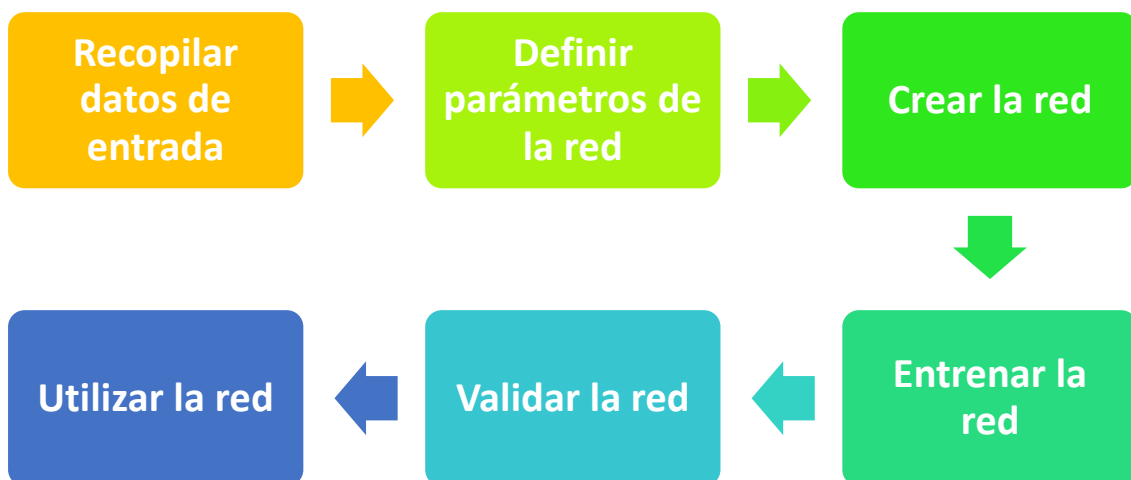 Recopilar
datos de
entrada
Definir
parámetros de
la red
Crear la red
Entrenar la
red
Validar la red
Utilizar la red